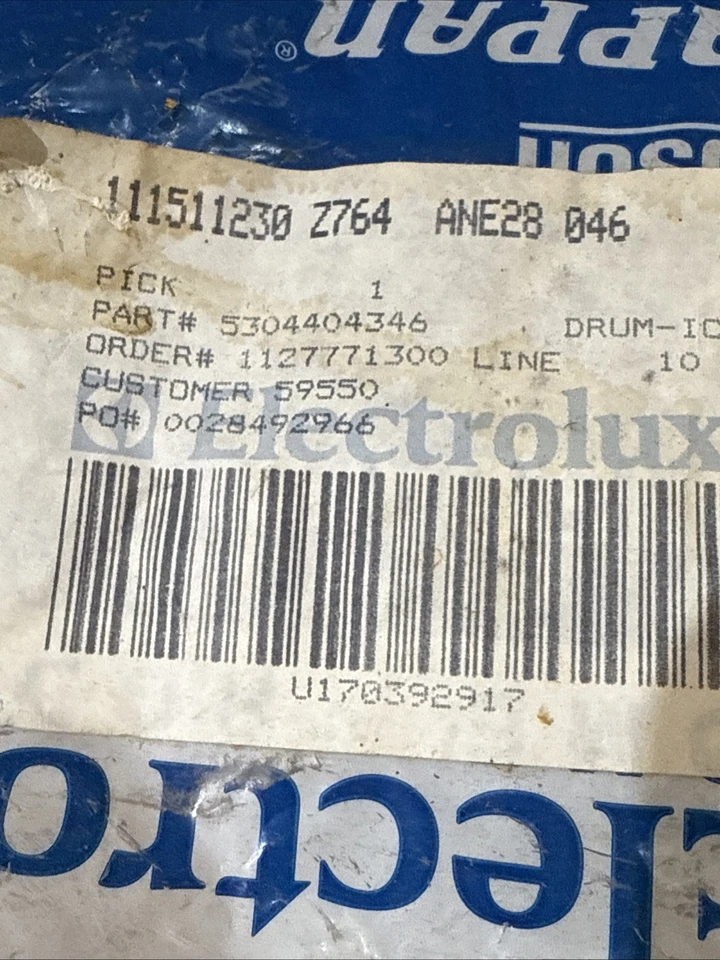 ®
111511230 Z764 ANE28 046
PICK 1
PART# 5304404346 DRUM-IC
ORDER# 1127771300 LINE 10
CUSTOMER 59550
PO# 0028492966
Electrolux
U170392917
Electro